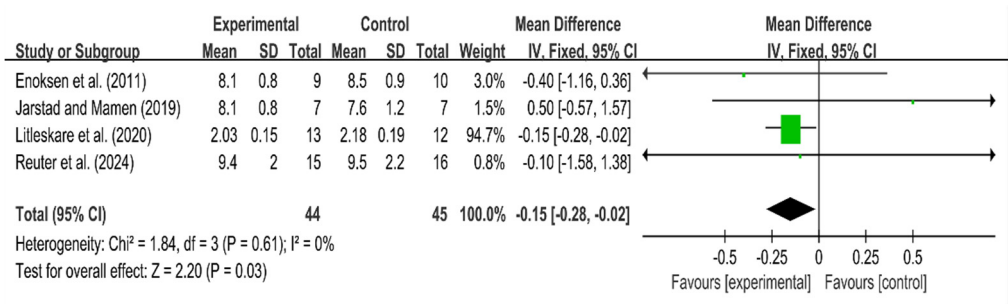 Experimental Control Mean Difference Mean Difference
Study or Subgroup Mean SD Total Mean SD Total Weight IV, Fixed, 95% CI IV, Fixed, 95% CI
Enoksen et al. (2011) 8.1 0.8 9 8.5 0.9 10 3.0% -0.40 [-1.16, 0.36]
Jarstad and Mamen (2019) 8.1 0.8 7 7.6 1.2 7 1.5% 0.50 [-0.57, 1.57]
Litleskare et al. (2020) 2.03 0.15 13 2.18 0.19 12 94.7% -0.15 [-0.28, -0.02]
Reuter et al. (2024) 9.4 2 15 9.5 2.2 16 0.8% -0.10 [-1.58, 1.38]
Total (95% CI) 44 45 100.0% -0.15 [-0.28, -0.02]
Heterogeneity: Chi² = 1.84, df = 3 (P = 0.61); I² = 0%
Test for overall effect: Z = 2.20 (P = 0.03)
-0.5 -0.25 0 0.25 0.5
Favours [experimental] Favours [control]